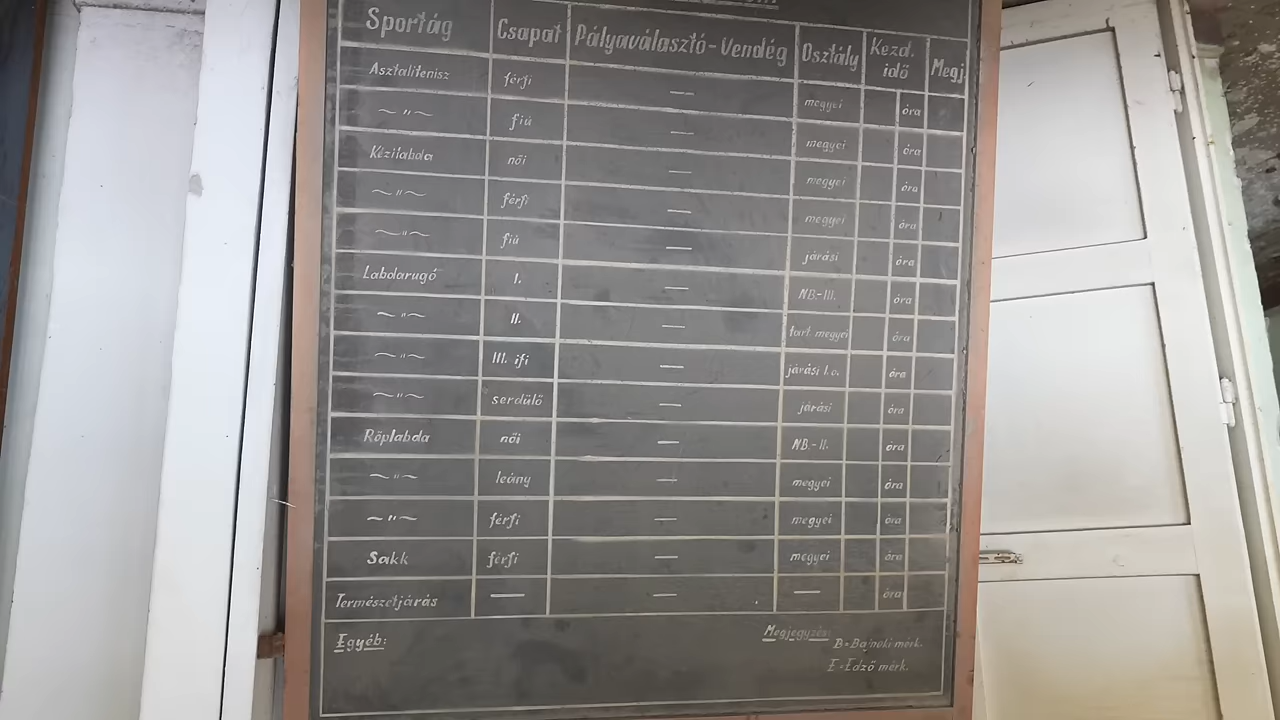 Sportág Csapat Pályaválasztó-Vendég Osztály Kezd. idő Megj.
Asztalitenisz férfi — megyei óra
〜〃〜 fiú — megyei óra
Kézilabda női — megyei óra
〜〃〜 férfi — megyei óra
〜〃〜 fiú — járási óra
Labdarugó I. — NB.-III. óra
〜〃〜 II. — tart. megyei óra
〜〃〜 III. ifi — járási I.o. óra
〜〃〜 serdülő — járási óra
Röplabda női — NB.-II. óra
〜〃〜 leány — megyei óra
〜〃〜 férfi — megyei óra
Sakk férfi — megyei óra
Természetjárás — — — óra
Egyéb: Megjegyzés:
B=Bajnoki mérk.
E=Edző mérk.